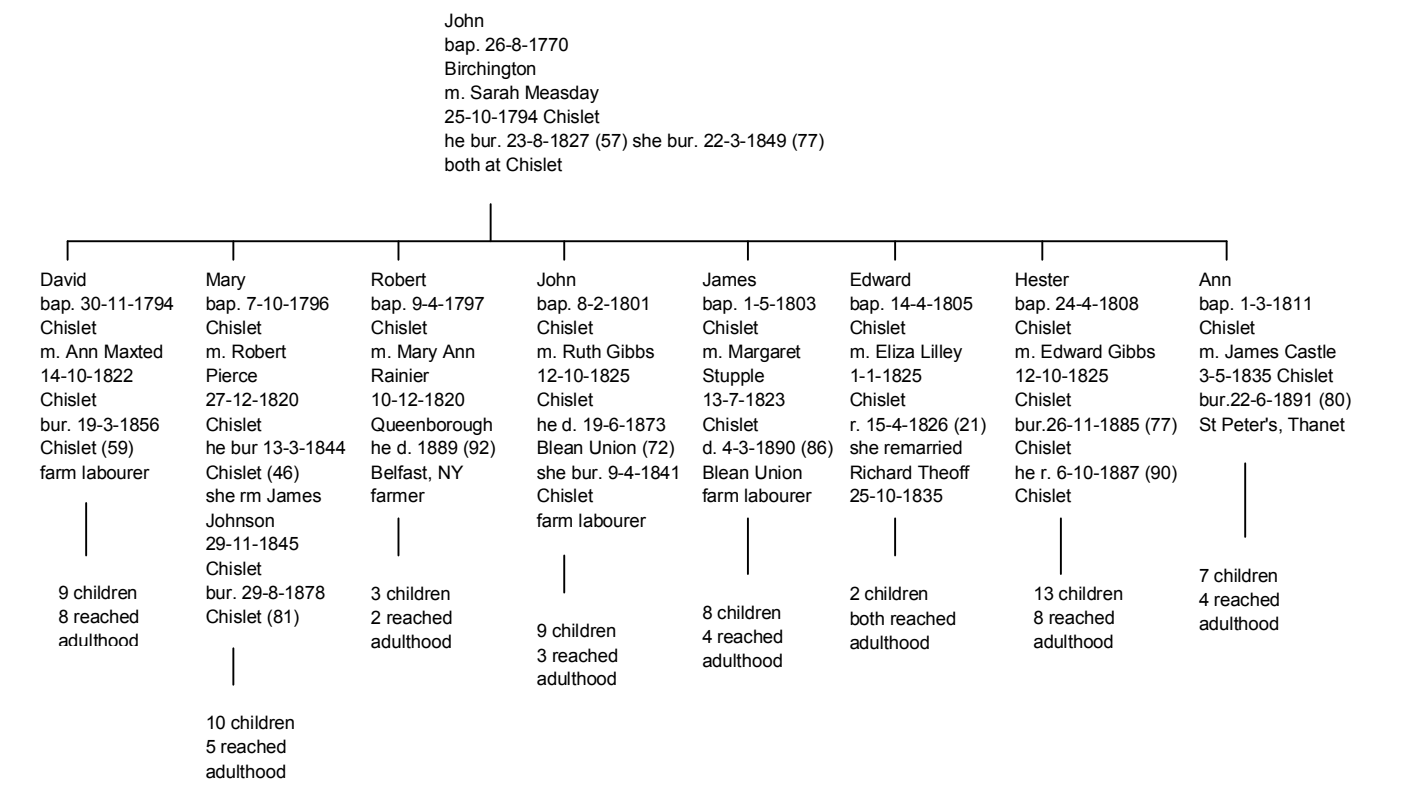 John
bap. 26-8-1770
Birchington
m. Sarah Measday
25-10-1794 Chislet
he bur. 23-8-1827 (57) she bur. 22-3-1849 (77)
both at Chislet
David
bap. 30-11-1794
Chislet
m. Ann Maxted
14-10-1822
Chislet
bur. 19-3-1856
Chislet (59)
farm labourer
9 children
8 reached
adulthood
Mary
bap. 7-10-1796
Chislet
m. Robert
Pierce
27-12-1820
Chislet
he bur 13-3-1844
Chislet (46)
she rm James
Johnson
29-11-1845
Chislet
bur. 29-8-1878
Chislet (81)
10 children
5 reached
adulthood
Robert
bap. 9-4-1797
Chislet
m. Mary Ann
Rainier
10-12-1820
Queenborough
he d. 1889 (92)
Belfast, NY
farmer
3 children
2 reached
adulthood
John
bap. 8-2-1801
Chislet
m. Ruth Gibbs
12-10-1825
Chislet
he d. 19-6-1873
Blean Union (72)
she bur. 9-4-1841
Chislet
farm labourer
9 children
3 reached
adulthood
James
bap. 1-5-1803
Chislet
m. Margaret
Stupple
13-7-1823
Chislet
d. 4-3-1890 (86)
Blean Union
farm labourer
8 children
4 reached
adulthood
Edward
bap. 14-4-1805
Chislet
m. Eliza Lilley
1-1-1825
Chislet
r. 15-4-1826 (21)
she remarried
Richard Theoff
25-10-1835
2 children
both reached
adulthood
Hester
bap. 24-4-1808
Chislet
m. Edward Gibbs
12-10-1825
Chislet
bur.26-11-1885 (77)
Chislet
he r. 6-10-1887 (90)
Chislet
13 children
8 reached
adulthood
Ann
bap. 1-3-1811
Chislet
m. James Castle
3-5-1835 Chislet
bur.22-6-1891 (80)
St Peter's, Thanet
7 children
4 reached
adulthood